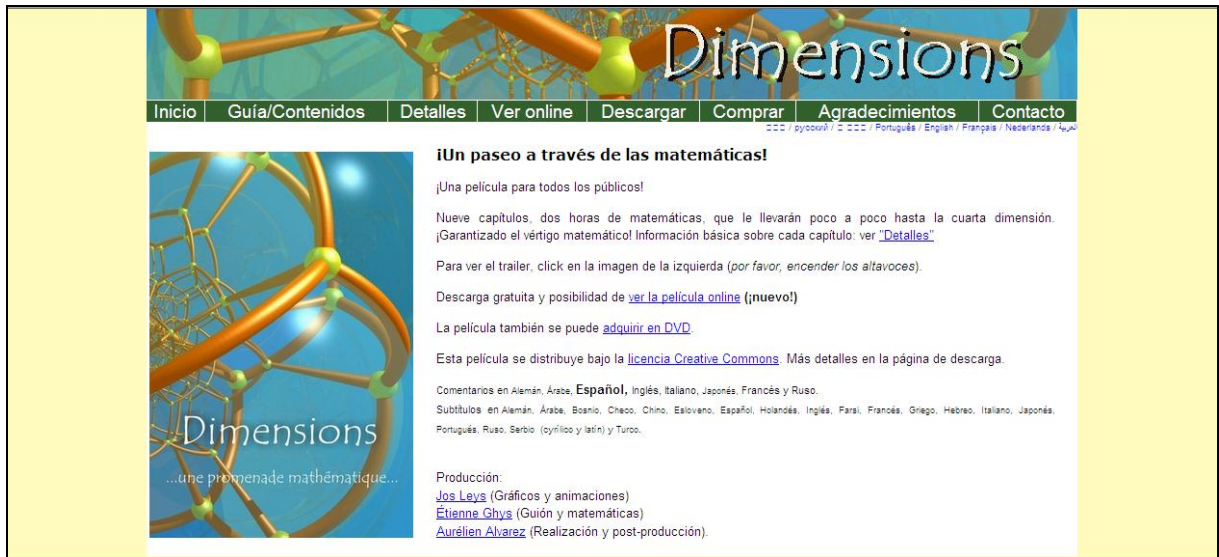 Dimensions
Inicio Guía/Contenidos Detalles Ver online Descargar Comprar Agradecimientos Contacto
/ русский / / Português / English / Français / Nederlands / العربية
¡Un paseo a través de las matemáticas!
¡Una película para todos los públicos!
Nueve capítulos, dos horas de matemáticas, que le llevarán poco a poco hasta la cuarta dimensión.
¡Garantizado el vértigo matemático! Información básica sobre cada capítulo: ver "Detalles"
Para ver el trailer, click en la imagen de la izquierda (por favor, encender los altavoces).
Descarga gratuita y posibilidad de ver la película online (¡nuevo!)
La película también se puede adquirir en DVD.
Esta película se distribuye bajo la licencia Creative Commons. Más detalles en la página de descarga.
Comentarios en Alemán, Árabe, Español, Inglés, Italiano, Japonés, Francés y Ruso.
Subtítulos en Alemán, Árabe, Bosnio, Checo, Chino, Esloveno, Español, Holandés, Inglés, Farsi, Francés, Griego, Hebreo, Italiano, Japonés,
Portugués, Ruso, Serbio (cyrílico y latín) y Turco.
Dimensions
...une promenade mathématique...
Producción:
Jos Leys (Gráficos y animaciones)
Étienne Ghys (Guión y matemáticas)
Aurélien Alvarez (Realización y post-producción).